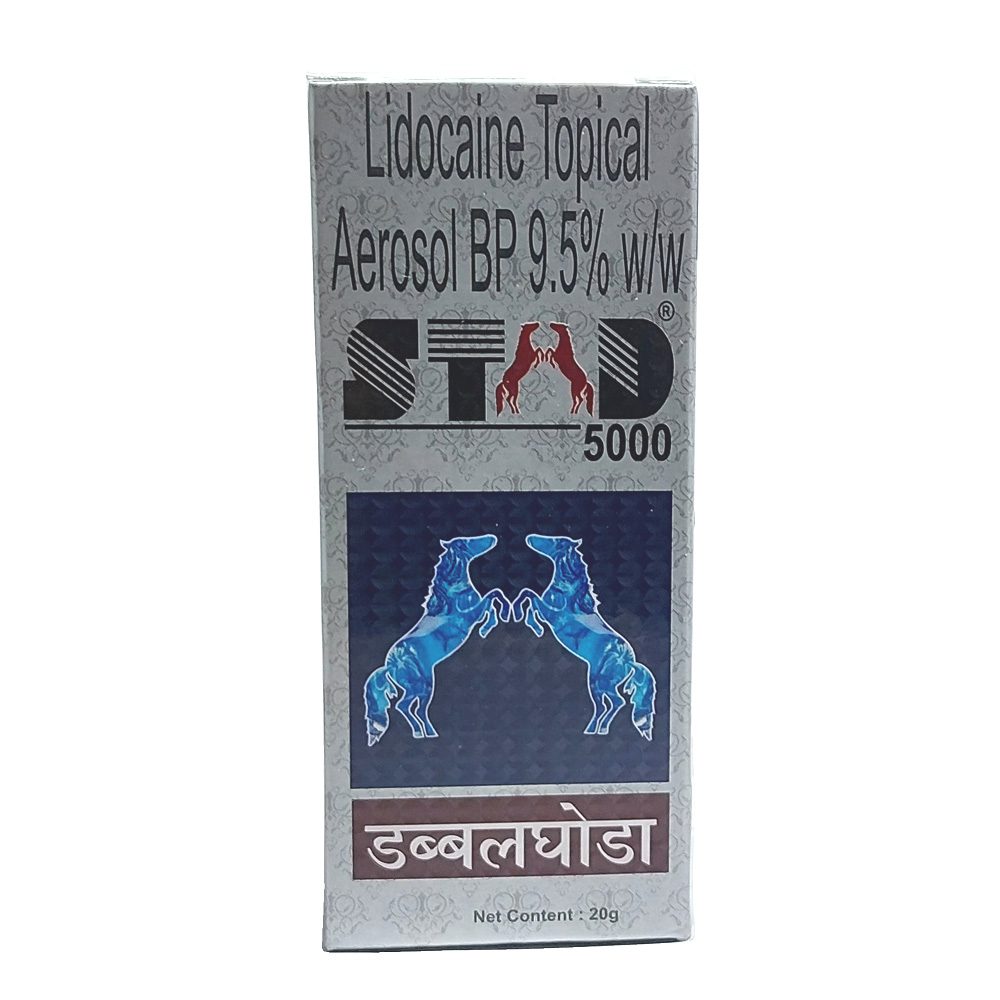 Lidocaine Topical
Aerosol BP 9.5% w/w
STAD®
5000
डब्बलघोडा
Net Content : 20g